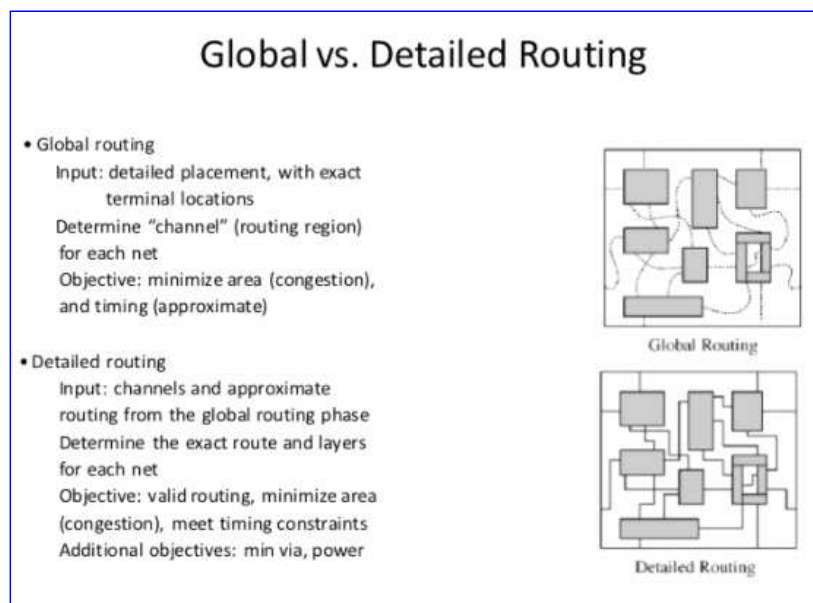 Global vs. Detailed Routing
• Global routing
Input: detailed placement, with exact
terminal locations
Determine “channel” (routing region)
for each net
Objective: minimize area (congestion),
and timing (approximate)
• Detailed routing
Input: channels and approximate
routing from the global routing phase
Determine the exact route and layers
for each net
Objective: valid routing, minimize area
(congestion), meet timing constraints
Additional objectives: min via, power
Global Routing
Detailed Routing